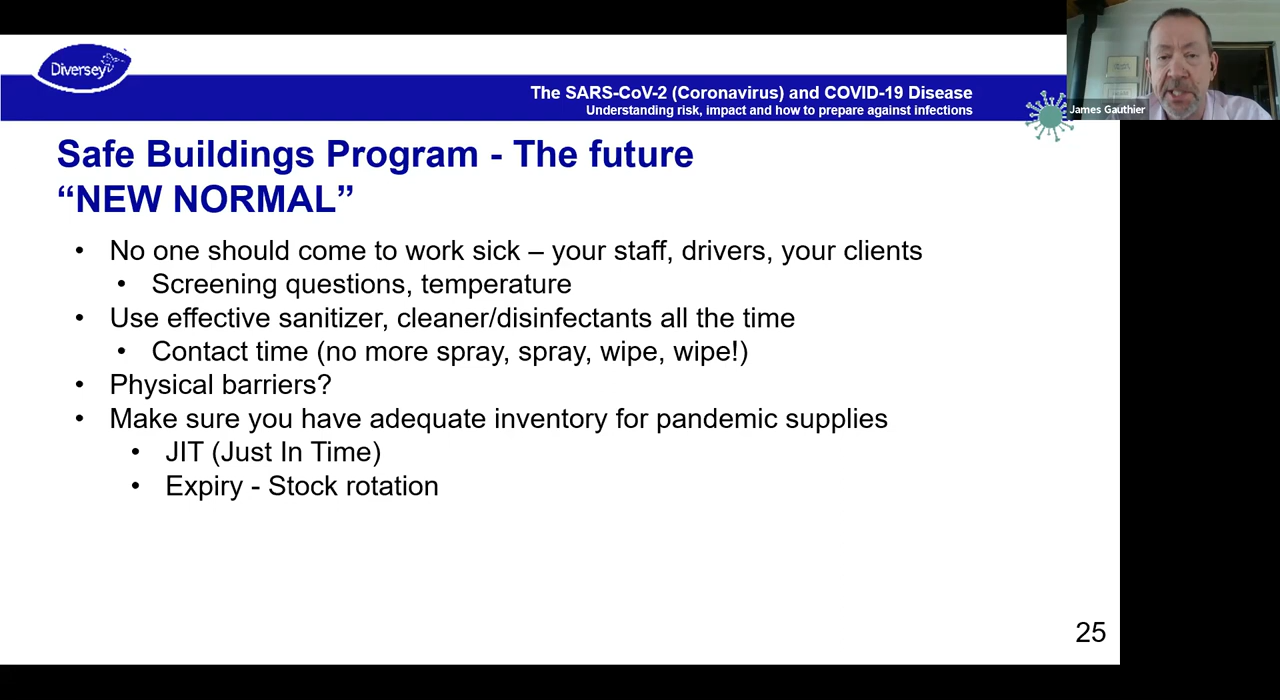 Diversey
The SARS-CoV-2 (Coronavirus) and COVID-19 Disease
Understanding risk, impact and how to prepare against infections
James Gauthier
Safe Buildings Program - The future
“NEW NORMAL”
• No one should come to work sick – your staff, drivers, your clients
• Screening questions, temperature
• Use effective sanitizer, cleaner/disinfectants all the time
• Contact time (no more spray, spray, wipe, wipe!)
• Physical barriers?
• Make sure you have adequate inventory for pandemic supplies
• JIT (Just In Time)
• Expiry - Stock rotation
25